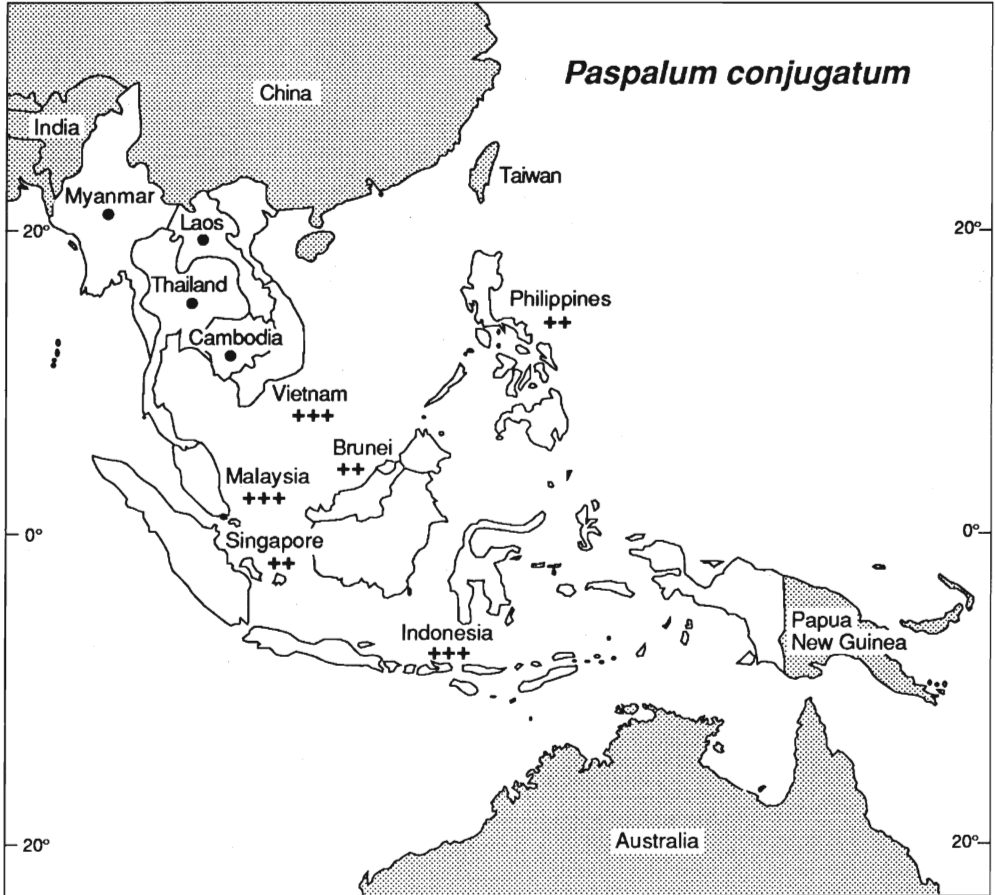 Paspalum conjugatum
China
India
Taiwan
Myanmar
Laos
20°
20°
Thailand
Philippines
++
Cambodia
Vietnam
+++
Brunei
++
Malaysia
+++
0°
0°
Singapore
++
Indonesia
+++
Papua
New Guinea
Australia
20°
20°